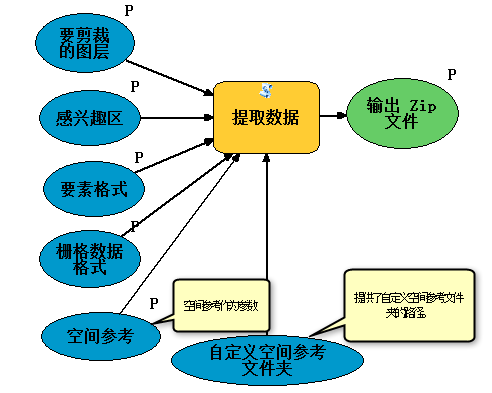 P
要剪裁
的图层
P
感兴趣区
提取数据
P
输出 Zip
文件
P
要素格式
P
栅格数据
格式
P
空间参考
空间参考作为参数
自定义空间参考
文件夹
提供了自定义空间参考文件
夹的路径